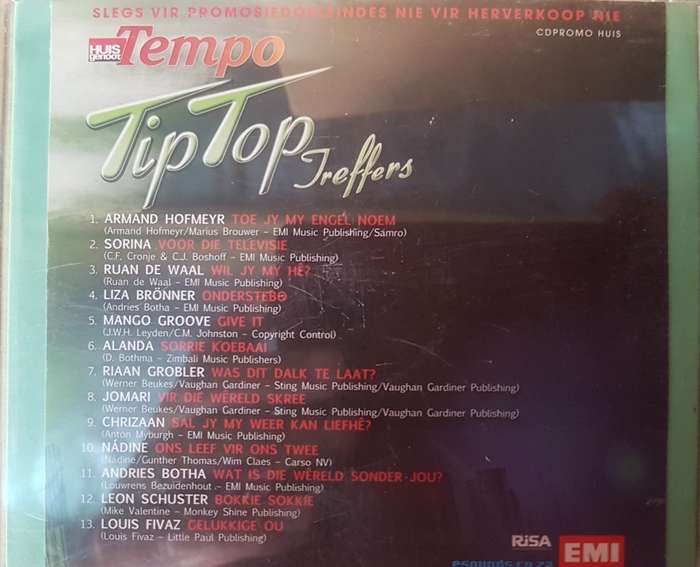 SLEGS VIR PROMOSIEDOELEINDES NIE VIR HERVERKOOP NIE
CDPROMO HUIS
HUIS
genoot
Tempo
Tip Top
Treffers
1. ARMAND HOFMEYR TOE JY MY ENGEL NOEM
(Armand Hofmeyr/Marius Brouwer - EMI Music Publishing/Samro)
2. SORINA VOOR DIE TELEVISIE
(C.F. Cronje & C.J. Boshoff - EMI Music Publishing)
3. RUAN DE WAAL WIL JY MY HÊ?
(Ruan de Waal - EMI Music Publishing)
4. LIZA BRÖNNER ONDERSTEBO
(Andries Botha - EMI Music Publishing)
5. MANGO GROOVE GIVE IT
(J.W.H. Leyden/C.M. Johnston - Copyright Control)
6. ALANDA SORRIE KOEBAAI
(D. Bothma - Zimbali Music Publishers)
7. RIAAN GROBLER WAS DIT DALK TE LAAT?
(Werner Beukes/Vaughan Gardiner - Sting Music Publishing/Vaughan Gardiner Publishing)
8. JOMARI VIR DIE WÊRELD SKREE
(Werner Beukes/Vaughan Gardiner - Sting Music Publishing/Vaughan Gardiner Publishing)
9. CHRIZAAN SAL JY MY WEER KAN LIEFHÊ?
(Anton Myburgh - EMI Music Publishing)
10. NÁDINE ONS LEEF VIR ONS TWEE
(Nádine/Gunther Thomas/Wim Claes - Carso NV)
11. ANDRIES BOTHA WAT IS DIE WÊRELD SONDER JOU?
(Louwrens Bezuidenhout - EMI Music Publishing)
12. LEON SCHUSTER BOKKIE SOKKIE
(Mike Valentine - Monkey Shine Publishing)
13. LOUIS FIVAZ GELUKKIGE OU
(Louis Fivaz - Little Paul Publishing)
RiSA
EMI